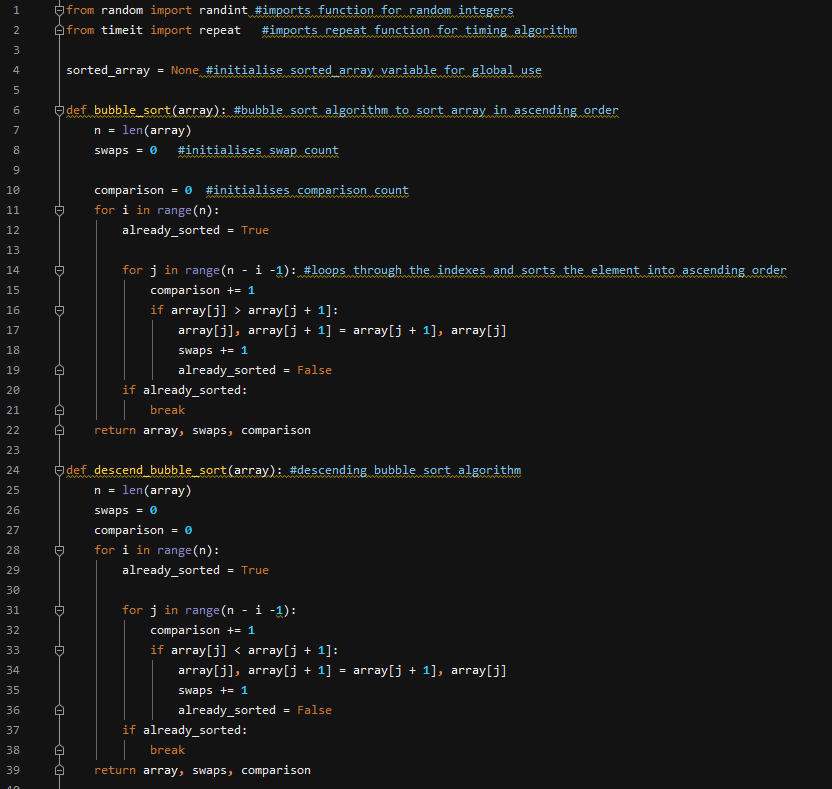 1 from random import randint #imports function for random integers
2 from timeit import repeat   #imports repeat function for timing algorithm
3
4 sorted_array = None #initialise sorted_array variable for global use
5
6 def bubble_sort(array): #bubble sort algorithm to sort array in ascending order
7     n = len(array)
8     swaps = 0   #initialises swap count
9
10     comparison = 0  #initialises comparison count
11     for i in range(n):
12         already_sorted = True
13
14         for j in range(n - i -1): #loops through the indexes and sorts the element into ascending order
15             comparison += 1
16             if array[j] > array[j + 1]:
17                 array[j], array[j + 1] = array[j + 1], array[j]
18                 swaps += 1
19                 already_sorted = False
20         if already_sorted:
21             break
22     return array, swaps, comparison
23
24 def descend_bubble_sort(array): #descending bubble sort algorithm
25     n = len(array)
26     swaps = 0
27     comparison = 0
28     for i in range(n):
29         already_sorted = True
30
31         for j in range(n - i -1):
32             comparison += 1
33             if array[j] < array[j + 1]:
34                 array[j], array[j + 1] = array[j + 1], array[j]
35                 swaps += 1
36                 already_sorted = False
37         if already_sorted:
38             break
39     return array, swaps, comparison